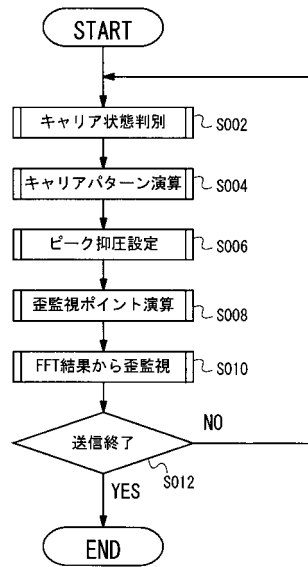 START
キャリア状態判別
S002
キャリアパターン演算
S004
ピーク抑圧設定
S006
歪監視ポイント演算
S008
FFT結果から歪監視
S010
送信終了
NO
S012
YES
END